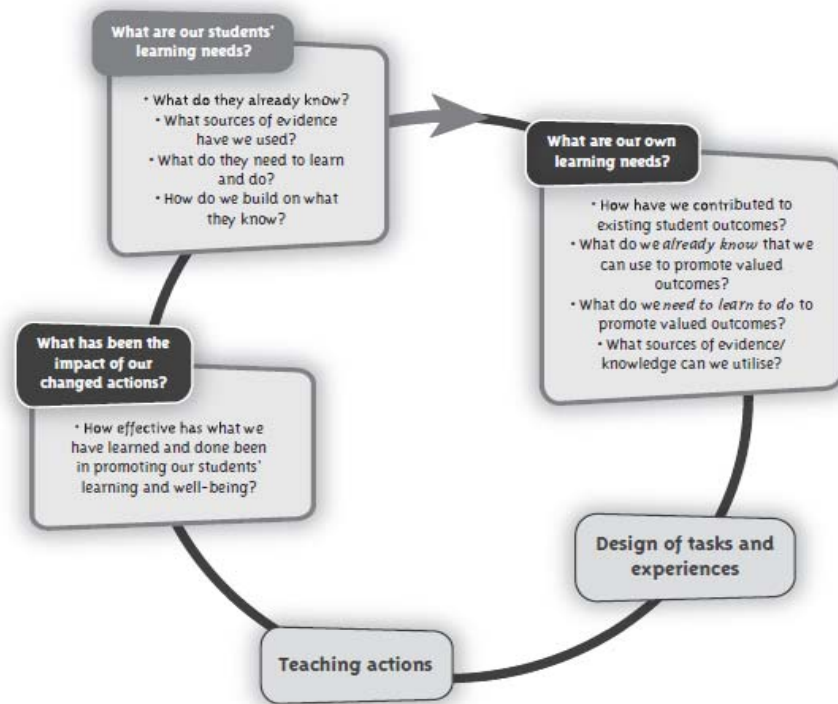 What are our students'
learning needs?
• What do they already know?
• What sources of evidence
have we used?
• What do they need to learn
and do?
• How do we build on what
they know?
What are our own
learning needs?
• How have we contributed to
existing student outcomes?
• What do we already know that we
can use to promote valued
outcomes?
• What do we need to learn to do to
promote valued outcomes?
• What sources of evidence/
knowledge can we utilise?
Design of tasks and
experiences
Teaching actions
What has been the
impact of our
changed actions?
• How effective has what we
have learned and done been
in promoting our students'
learning and well-being?